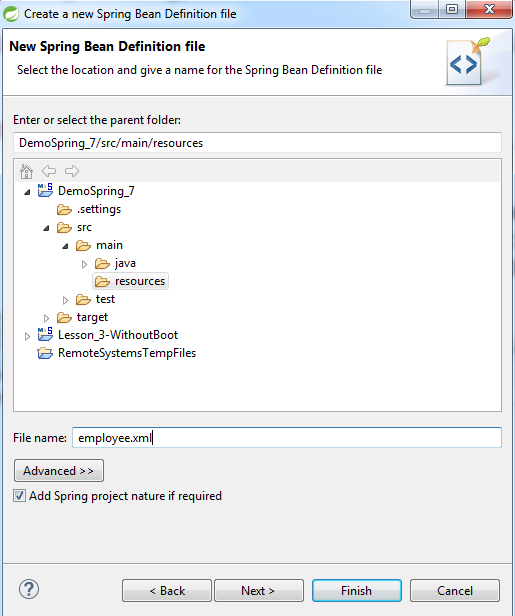 Create a new Spring Bean Definition file
New Spring Bean Definition file
Select the location and give a name for the Spring Bean Definition file
Enter or select the parent folder:
DemoSpring_7/src/main/resources
DemoSpring_7
.settings
src
main
java
resources
test
target
Lesson_3-WithoutBoot
RemoteSystemsTempFiles
File name: employee.xml
Advanced >>
Add Spring project nature if required
? < Back Next > Finish Cancel